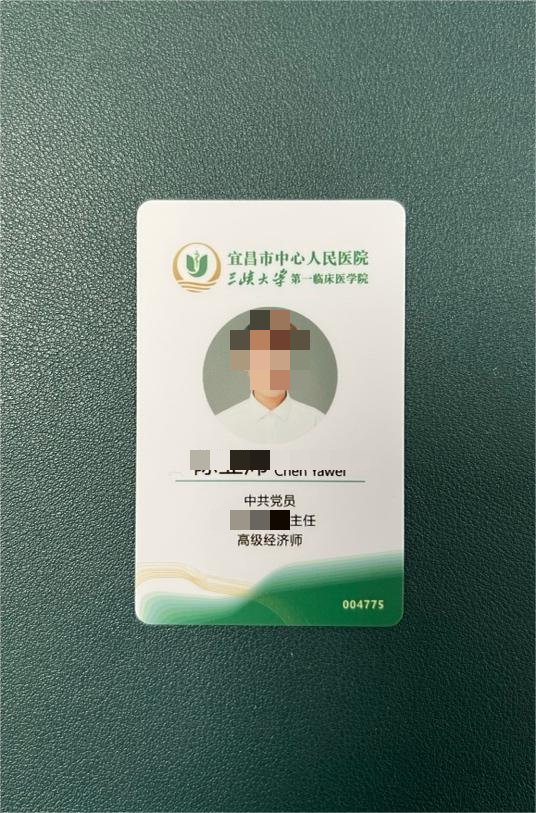 宜昌市中心人民医院
三峡大学 第一临床医学院
Chen Yawei
中共党员
主任
高级经济师
004775